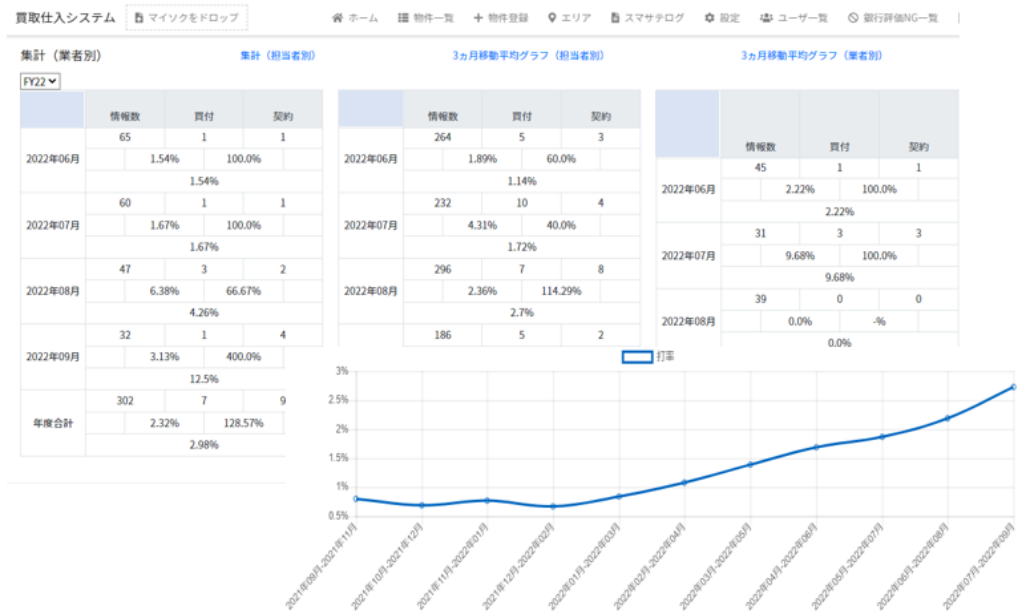 買取仕入システム マイソクをドロップ ホーム 物件一覧 物件登録 エリア スマサテログ 設定 ユーザー一覧 銀行評価NG一覧
集計（業者別） 集計（担当者別） 3ヵ月移動平均グラフ（担当者別） 3ヵ月移動平均グラフ（業者別）
FY22
情報数 買付 契約
65 1 1
2022年06月 1.54% 100.0%
1.54%
60 1 1
2022年07月 1.67% 100.0%
1.67%
47 3 2
2022年08月 6.38% 66.67%
4.26%
32 1 4
2022年09月 3.13% 400.0%
12.5%
302 7 9
年度合計 2.32% 128.57%
2.98%
情報数 買付 契約
264 5 3
2022年06月 1.89% 60.0%
1.14%
232 10 4
2022年07月 4.31% 40.0%
1.72%
296 7 8
2022年08月 2.36% 114.29%
2.7%
186 5 2
情報数 買付 契約
45 1 1
2022年06月 2.22% 100.0%
2.22%
31 3 3
2022年07月 9.68% 100.0%
9.68%
39 0 0
2022年08月 0.0% -%
0.0%
打率
3%
2.5%
2%
1.5%
1%
0.5%
2021年09月-2021年11月
2021年10月-2021年12月
2021年11月-2022年01月
2021年12月-2022年02月
2022年01月-2022年03月
2022年02月-2022年04月
2022年03月-2022年05月
2022年04月-2022年06月
2022年05月-2022年07月
2022年06月-2022年08月
2022年07月-2022年09月